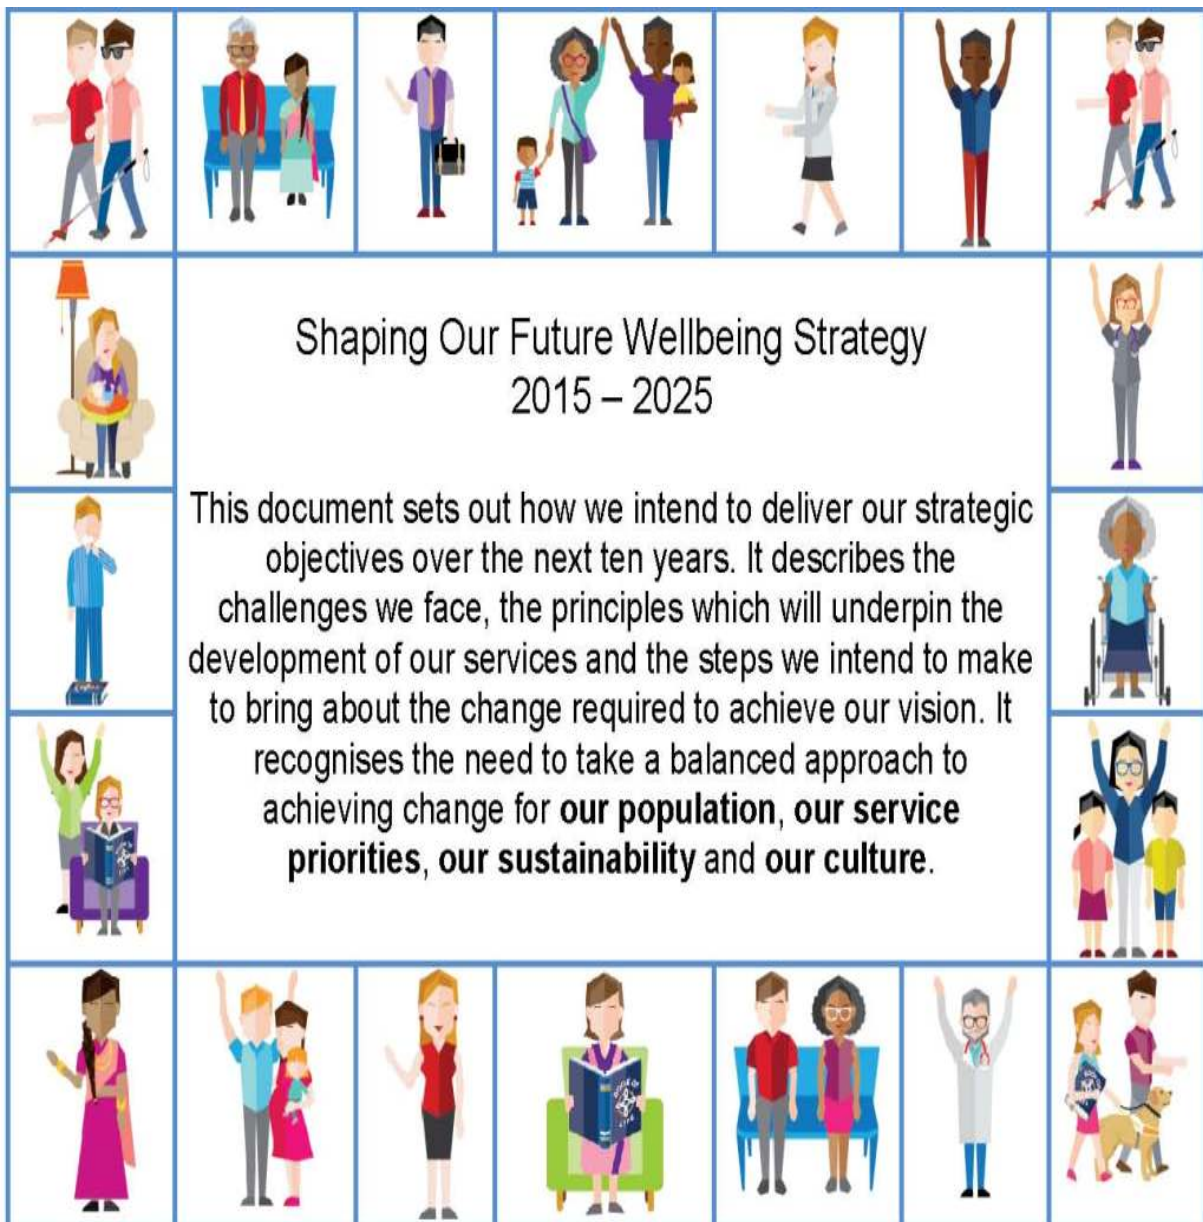 Shaping Our Future Wellbeing Strategy
2015 – 2025
This document sets out how we intend to deliver our strategic
objectives over the next ten years. It describes the
challenges we face, the principles which will underpin the
development of our services and the steps we intend to make
to bring about the change required to achieve our vision. It
recognises the need to take a balanced approach to
achieving change for our population, our service
priorities, our sustainability and our culture.